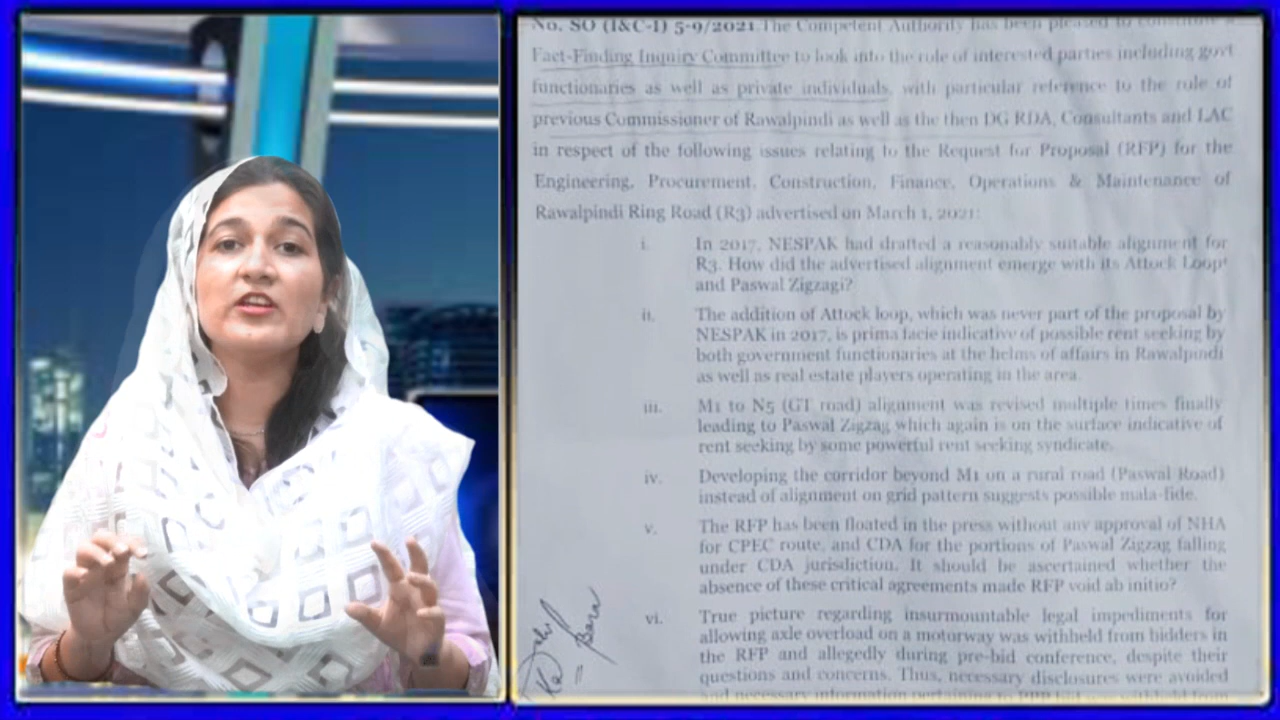 No. SO (I&C-I) 5-9/2021 The Competent Authority has been pleased to constitute a
Fact-Finding Inquiry Committee to look into the role of interested parties including govt
functionaries as well as private individuals, with particular reference to the role of
previous Commissioner of Rawalpindi as well as the then DG RDA, Consultants and LAC
in respect of the following issues relating to the Request for Proposal (RFP) for the
Engineering, Procurement, Construction, Finance, Operations & Maintenance of
Rawalpindi Ring Road (R3) advertised on March 1, 2021:
i. In 2017, NESPAK had drafted a reasonably suitable alignment for
R3. How did the advertised alignment emerge with its Attock Loop
and Paswal Zigzag?
ii. The addition of Attock loop, which was never part of the proposal by
NESPAK in 2017, is prima facie indicative of possible rent seeking by
both government functionaries at the helms of affairs in Rawalpindi
as well as real estate players operating in the area.
iii. M1 to N5 (GT road) alignment was revised multiple times finally
leading to Paswal Zigzag which again is on the surface indicative of
rent seeking by some powerful rent seeking syndicate.
iv. Developing the corridor beyond M1 on a rural road (Paswal Road)
instead of alignment on grid pattern suggests possible mala-fide.
v. The RFP has been floated in the press without any approval of NHA
for CPEC route, and CDA for the portions of Paswal Zigzag falling
under CDA jurisdiction. It should be ascertained whether the
absence of these critical agreements made RFP void ab initio?
vi. True picture regarding insurmountable legal impediments for
allowing axle overload on a motorway was withheld from bidders in
the RFP and allegedly during pre-bid conference, despite their
questions and concerns. Thus, necessary disclosures were avoided
and necessary information pertaining to RFP bid was withheld from